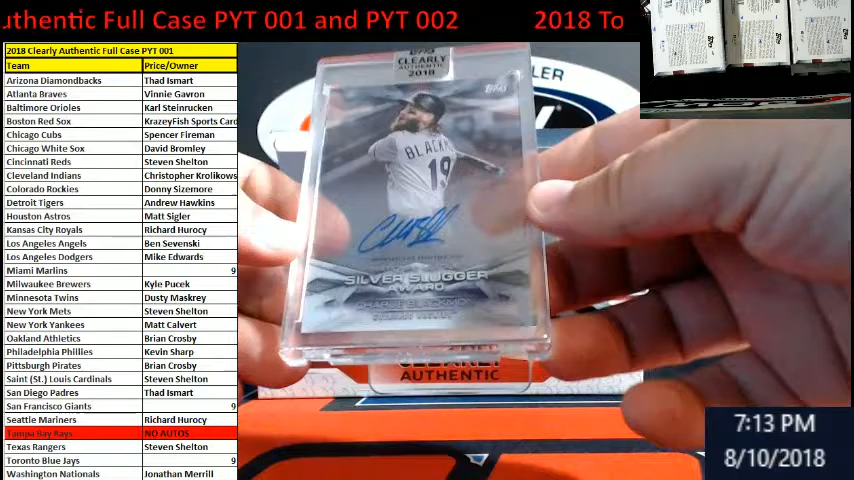 uthentic Full Case PYT 001 and PYT 002 2018 To
2018 Clearly Authentic Full Case PYT 001
Team Price/Owner
Arizona Diamondbacks Thad Ismart
Atlanta Braves Vinnie Gavron
Baltimore Orioles Karl Steinrucken
Boston Red Sox KrazeyFish Sports Card
Chicago Cubs Spencer Fireman
Chicago White Sox David Bromley
Cincinnati Reds Steven Shelton
Cleveland Indians Christopher Krolikows
Colorado Rockies Donny Sizemore
Detroit Tigers Andrew Hawkins
Houston Astros Matt Sigler
Kansas City Royals Richard Hurocy
Los Angeles Angels Ben Sevenski
Los Angeles Dodgers Mike Edwards
Miami Marlins 9
Milwaukee Brewers Kyle Pucek
Minnesota Twins Dusty Maskrey
New York Mets Steven Shelton
New York Yankees Matt Calvert
Oakland Athletics Brian Crosby
Philadelphia Phillies Kevin Sharp
Pittsburgh Pirates Brian Crosby
Saint (St.) Louis Cardinals Steven Shelton
San Diego Padres Thad Ismart
San Francisco Giants 9
Seattle Mariners Richard Hurocy
Tampa Bay Rays NO AUTOS
Texas Rangers Steven Shelton
Toronto Blue Jays 9
Washington Nationals Jonathan Merrill
CLEARLY
AUTHENTIC
2018
Topps
LER
BLACKM
19
SILVER SLUGGER
AWARD
CHARLIE BLACKMON
CLEARLY
AUTHENTIC
7:13 PM
8/10/2018